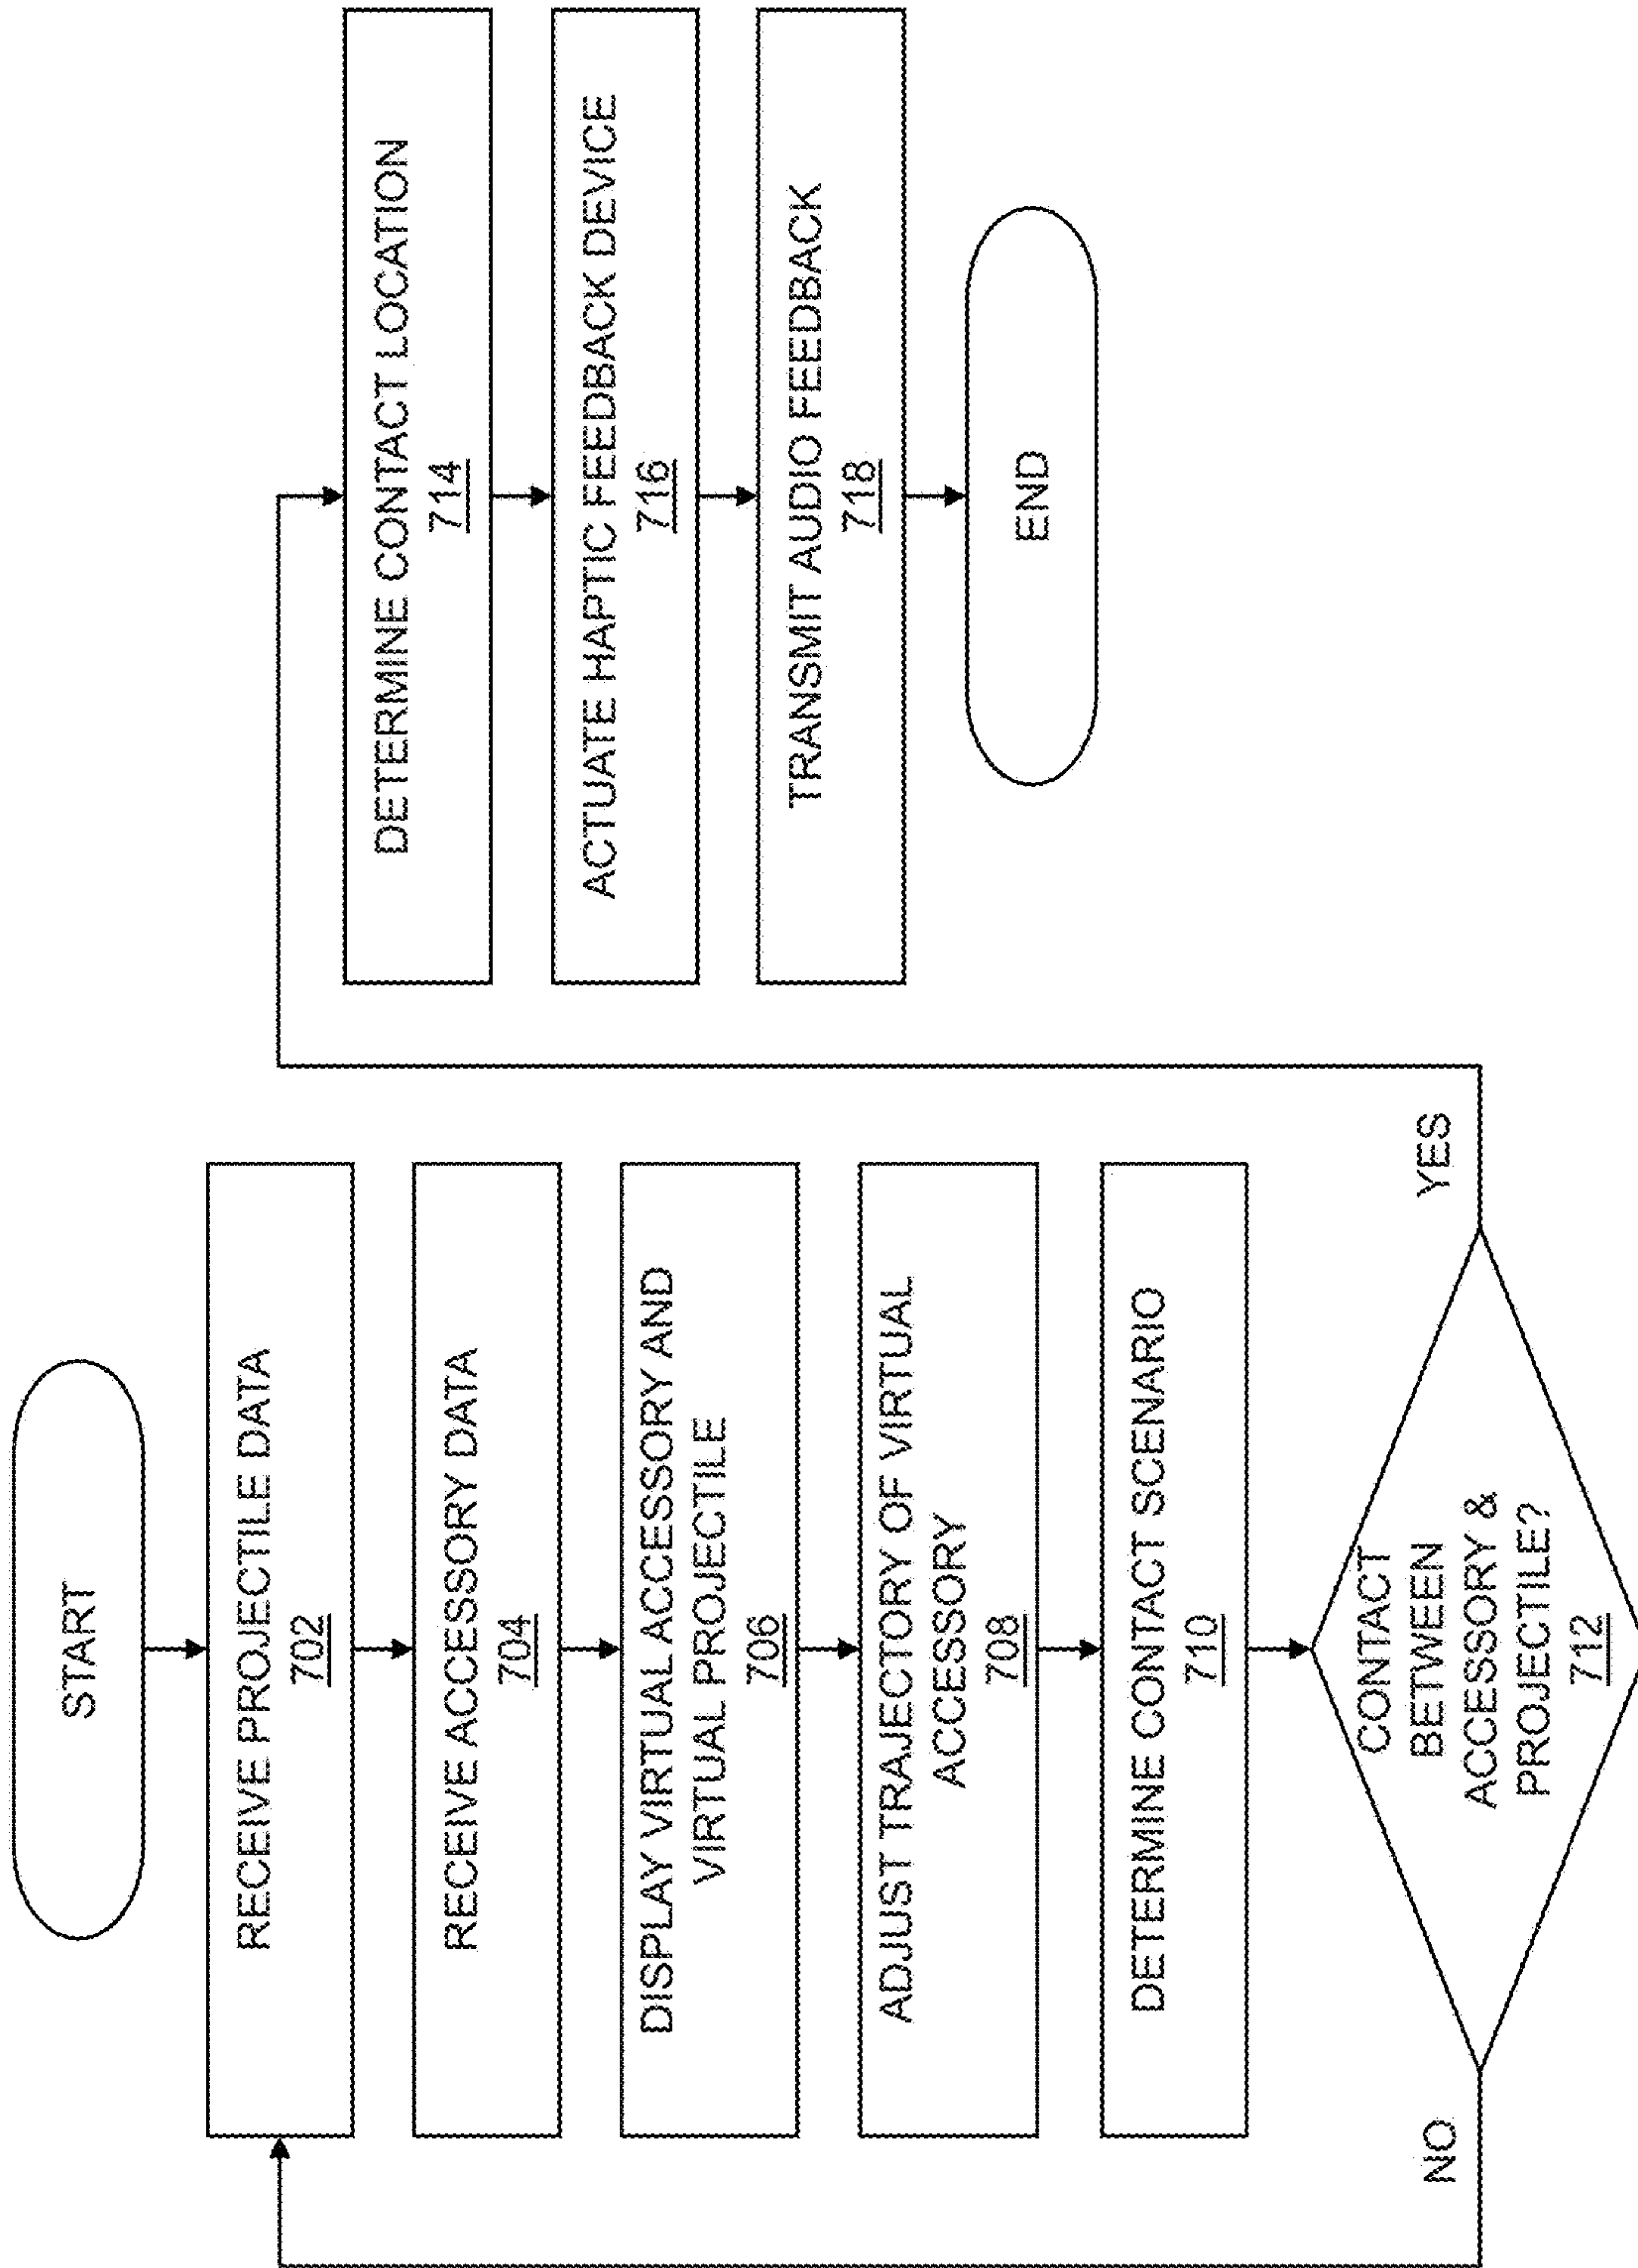 START
RECEIVE PROJECTILE DATA
702
RECEIVE ACCESSORY DATA
704
DISPLAY VIRTUAL ACCESSORY AND
VIRTUAL PROJECTILE
706
ADJUST TRAJECTORY OF VIRTUAL
ACCESSORY
708
DETERMINE CONTACT SCENARIO
710
CONTACT
BETWEEN
ACCESSORY &
PROJECTILE?
712
NO
YES
DETERMINE CONTACT LOCATION
714
ACTUATE HAPTIC FEEDBACK DEVICE
716
TRANSMIT AUDIO FEEDBACK
718
END